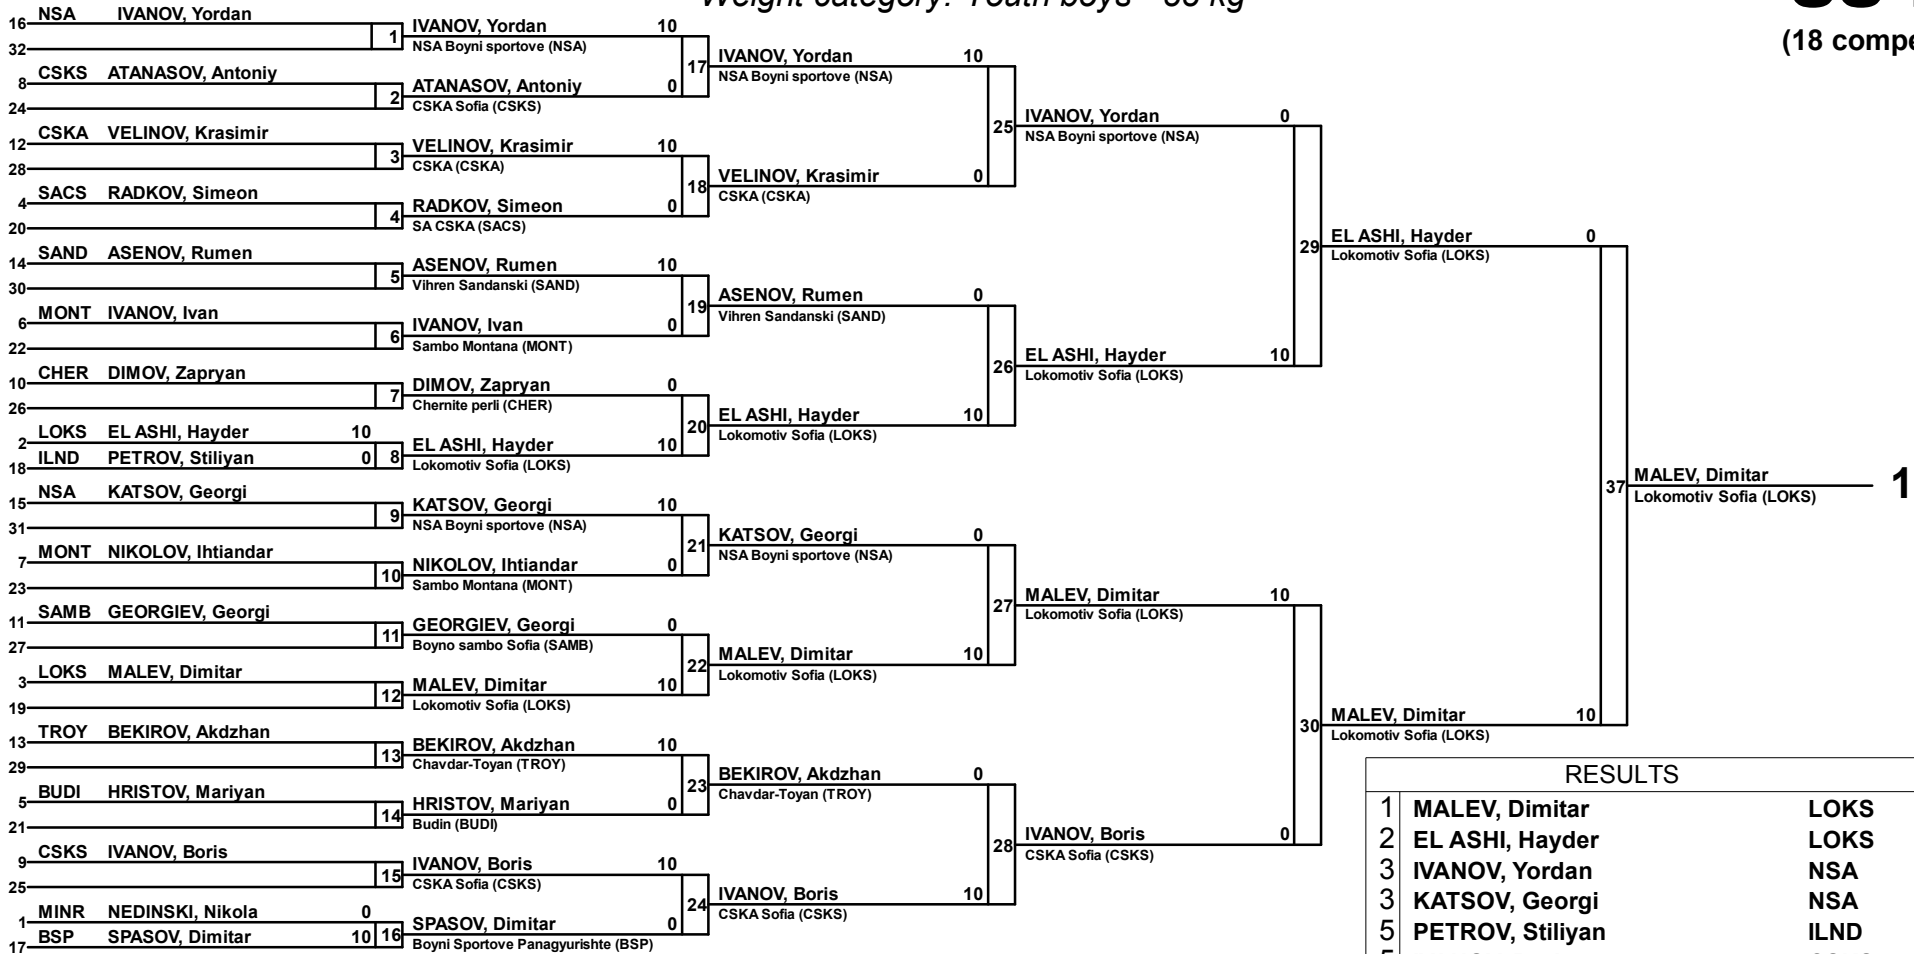 Weight category: Youth boys
(18 compe
16 NSA IVANOV, Yordan
32
1
8 CSKS ATANASOV, Antoniy
24
2
12 CSKA VELINOV, Krasimir
28
3
4 SACS RADKOV, Simeon
20
4
14 SAND ASENOV, Rumen
30
5
6 MONT IVANOV, Ivan
22
6
10 CHER DIMOV, Zapryan
26
7
2 LOKS EL ASHI, Hayder 10
18 ILND PETROV, Stiliyan 0
8
15 NSA KATSOV, Georgi
31
9
7 MONT NIKOLOV, Ihtiandar
23
10
11 SAMB GEORGIEV, Georgi
27
11
3 LOKS MALEV, Dimitar
19
12
13 TROY BEKIROV, Akdzhan
29
13
5 BUDI HRISTOV, Mariyan
21
14
9 CSKS IVANOV, Boris
25
15
1 MINR NEDINSKI, Nikola 0
17 BSP SPASOV, Dimitar 10
16
IVANOV, Yordan 10
NSA Boyni sportove (NSA)
17
ATANASOV, Antoniy 0
CSKA Sofia (CSKS)
VELINOV, Krasimir 10
CSKA (CSKA)
18
RADKOV, Simeon 0
SA CSKA (SACS)
ASENOV, Rumen 10
Vihren Sandanski (SAND)
19
IVANOV, Ivan 0
Sambo Montana (MONT)
DIMOV, Zapryan 0
Chernite perli (CHER)
20
EL ASHI, Hayder 10
Lokomotiv Sofia (LOKS)
KATSOV, Georgi 10
NSA Boyni sportove (NSA)
21
NIKOLOV, Ihtiandar 0
Sambo Montana (MONT)
GEORGIEV, Georgi 0
Boyno sambo Sofia (SAMB)
22
MALEV, Dimitar 10
Lokomotiv Sofia (LOKS)
BEKIROV, Akdzhan 10
Chavdar-Toyan (TROY)
23
HRISTOV, Mariyan 0
Budin (BUDI)
IVANOV, Boris 10
CSKA Sofia (CSKS)
24
SPASOV, Dimitar 0
Boyni Sportove Panagyurishte (BSP)
IVANOV, Yordan 10
NSA Boyni sportove (NSA)
25
VELINOV, Krasimir 0
CSKA (CSKA)
ASENOV, Rumen 0
Vihren Sandanski (SAND)
26
EL ASHI, Hayder 10
Lokomotiv Sofia (LOKS)
KATSOV, Georgi 0
NSA Boyni sportove (NSA)
27
MALEV, Dimitar 10
Lokomotiv Sofia (LOKS)
BEKIROV, Akdzhan 0
Chavdar-Toyan (TROY)
28
IVANOV, Boris 10
CSKA Sofia (CSKS)
IVANOV, Yordan 0
NSA Boyni sportove (NSA)
29
EL ASHI, Hayder 10
Lokomotiv Sofia (LOKS)
MALEV, Dimitar 10
Lokomotiv Sofia (LOKS)
30
IVANOV, Boris 0
CSKA Sofia (CSKS)
EL ASHI, Hayder 0
Lokomotiv Sofia (LOKS)
37
MALEV, Dimitar 10
Lokomotiv Sofia (LOKS)
MALEV, Dimitar
Lokomotiv Sofia (LOKS)
1
RESULTS
1 MALEV, Dimitar LOKS
2 EL ASHI, Hayder LOKS
3 IVANOV, Yordan NSA
3 KATSOV, Georgi NSA
5 PETROV, Stiliyan ILND